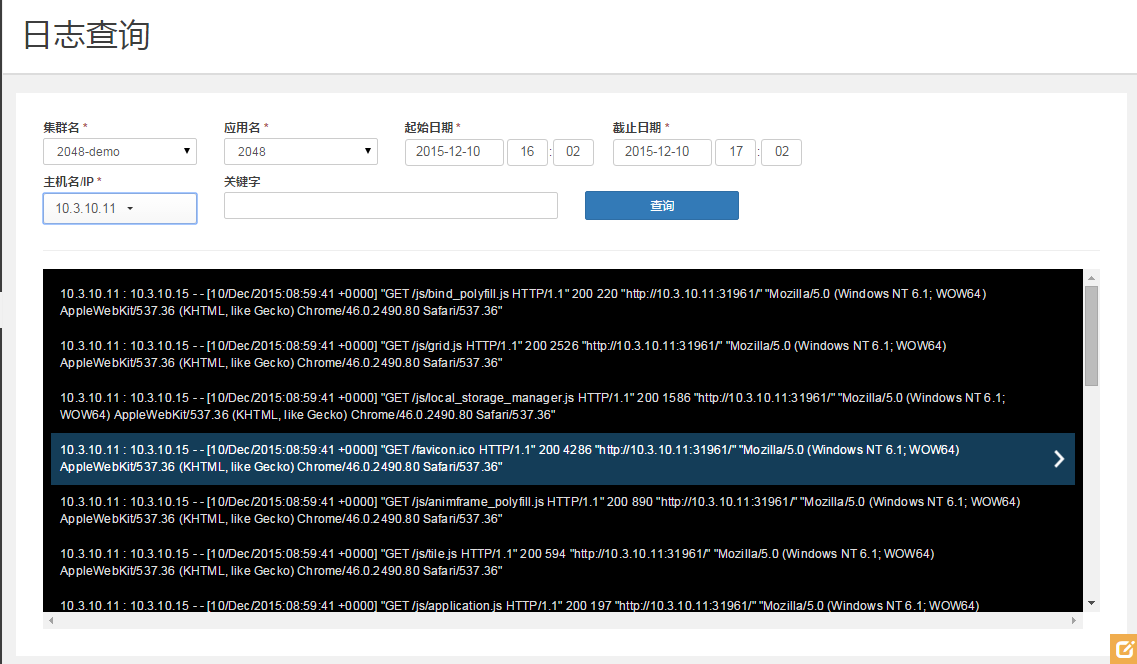 日志查询
集群名 * 应用名 * 起始日期 * 截止日期 *
2048-demo 2048 2015-12-10 16 : 02 2015-12-10 17 : 02
主机名/IP * 关键字
10.3.10.11 查询
10.3.10.11 : 10.3.10.15 - - [10/Dec/2015:08:59:41 +0000] "GET /js/bind_polyfill.js HTTP/1.1" 200 220 "http://10.3.10.11:31961/" "Mozilla/5.0 (Windows NT 6.1; WOW64)
AppleWebKit/537.36 (KHTML, like Gecko) Chrome/46.0.2490.80 Safari/537.36"
10.3.10.11 : 10.3.10.15 - - [10/Dec/2015:08:59:41 +0000] "GET /js/grid.js HTTP/1.1" 200 2526 "http://10.3.10.11:31961/" "Mozilla/5.0 (Windows NT 6.1; WOW64)
AppleWebKit/537.36 (KHTML, like Gecko) Chrome/46.0.2490.80 Safari/537.36"
10.3.10.11 : 10.3.10.15 - - [10/Dec/2015:08:59:41 +0000] "GET /js/local_storage_manager.js HTTP/1.1" 200 1586 "http://10.3.10.11:31961/" "Mozilla/5.0 (Windows NT 6.1;
WOW64) AppleWebKit/537.36 (KHTML, like Gecko) Chrome/46.0.2490.80 Safari/537.36"
10.3.10.11 : 10.3.10.15 - - [10/Dec/2015:08:59:41 +0000] "GET /favicon.ico HTTP/1.1" 200 4286 "http://10.3.10.11:31961/" "Mozilla/5.0 (Windows NT 6.1; WOW64)
AppleWebKit/537.36 (KHTML, like Gecko) Chrome/46.0.2490.80 Safari/537.36"
10.3.10.11 : 10.3.10.15 - - [10/Dec/2015:08:59:41 +0000] "GET /js/animframe_polyfill.js HTTP/1.1" 200 890 "http://10.3.10.11:31961/" "Mozilla/5.0 (Windows NT 6.1; WOW64)
AppleWebKit/537.36 (KHTML, like Gecko) Chrome/46.0.2490.80 Safari/537.36"
10.3.10.11 : 10.3.10.15 - - [10/Dec/2015:08:59:41 +0000] "GET /js/tile.js HTTP/1.1" 200 594 "http://10.3.10.11:31961/" "Mozilla/5.0 (Windows NT 6.1; WOW64)
AppleWebKit/537.36 (KHTML, like Gecko) Chrome/46.0.2490.80 Safari/537.36"
10.3.10.11 : 10.3.10.15 - - [10/Dec/2015:08:59:41 +0000] "GET /js/application.js HTTP/1.1" 200 197 "http://10.3.10.11:31961/" "Mozilla/5.0 (Windows NT 6.1; WOW64)